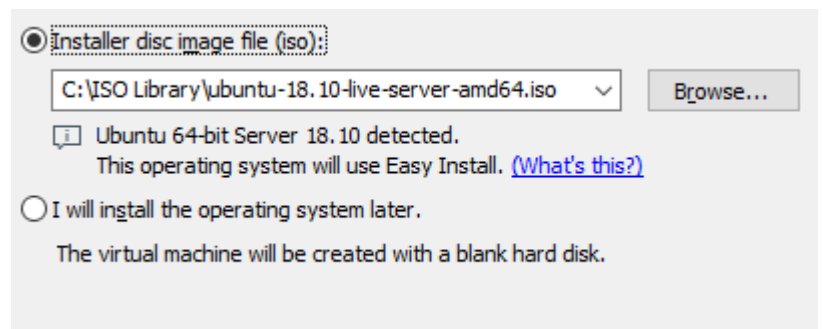 Installer disc image file (iso):
C:\ISO Library\ubuntu-18.10-live-server-amd64.iso Browse...
Ubuntu 64-bit Server 18.10 detected.
This operating system will use Easy Install. (What's this?)
I will install the operating system later.
The virtual machine will be created with a blank hard disk.